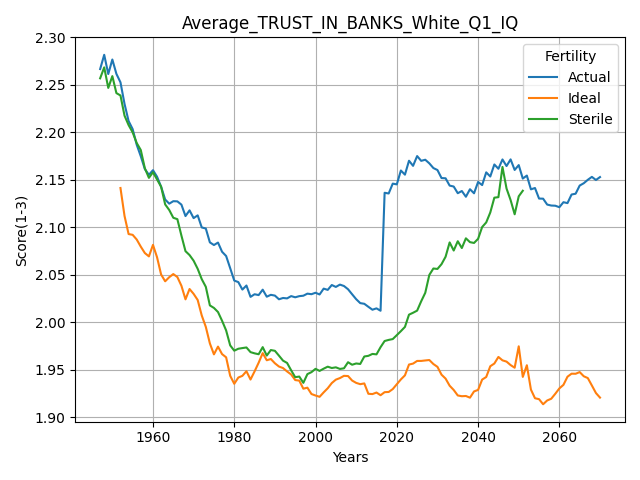 Average_TRUST_IN_BANKS_White_Q1_IQ
Score(1-3)
2.30
2.25
2.20
2.15
2.10
2.05
2.00
1.95
1.90
Fertility
Actual
Ideal
Sterile
1960 1980 2000 2020 2040 2060
Years